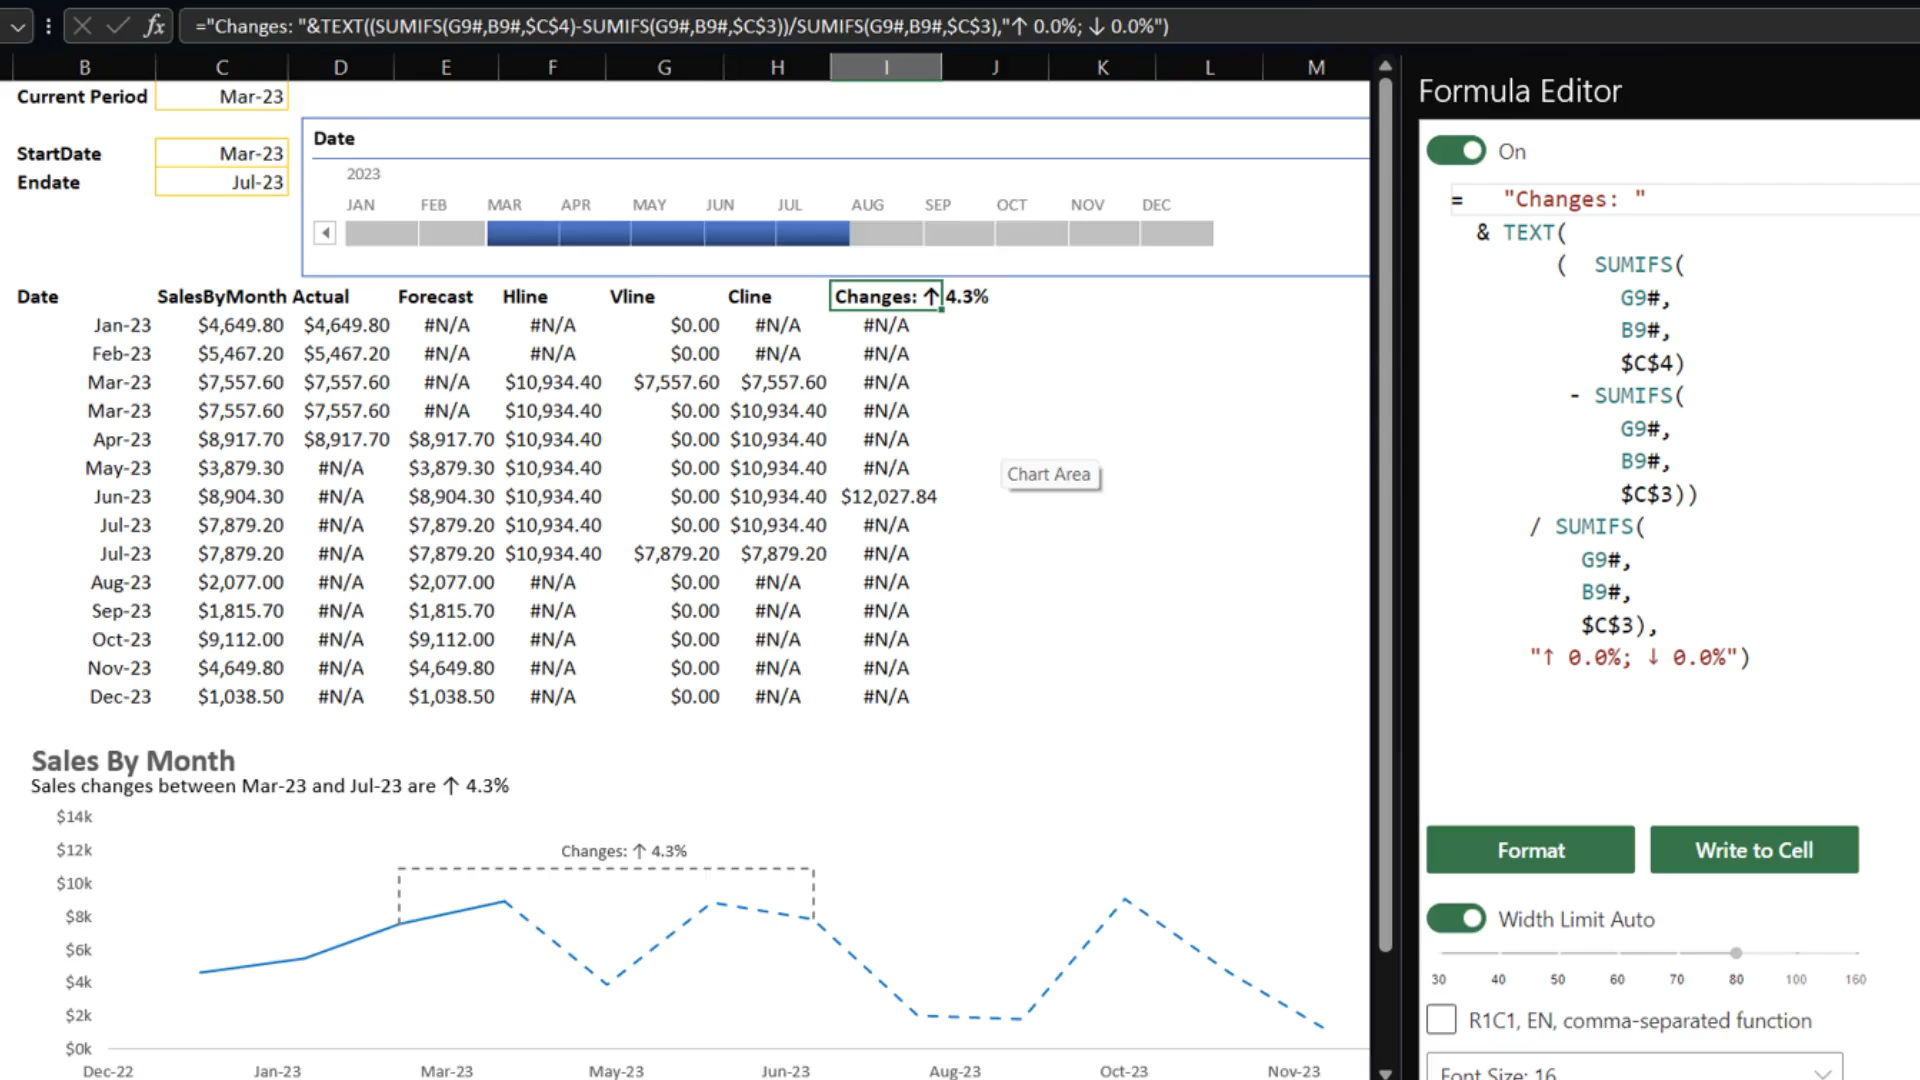 ="Changes: "&TEXT((SUMIFS(G9#,B9#,$C$4)-SUMIFS(G9#,B9#,$C$3))/SUMIFS(G9#,B9#,$C$3),"↑ 0.0%; ↓ 0.0%")
B C D E F G H I J K L M
Current Period Mar-23
StartDate Mar-23
Endate Jul-23
Date
2023
JAN FEB MAR APR MAY JUN JUL AUG SEP OCT NOV DEC
Date SalesByMonth Actual Forecast Hline Vline Cline Changes: ↑ 4.3%
Jan-23 $4,649.80 $4,649.80 #N/A #N/A $0.00 #N/A #N/A
Feb-23 $5,467.20 $5,467.20 #N/A #N/A $0.00 #N/A #N/A
Mar-23 $7,557.60 $7,557.60 #N/A $10,934.40 $7,557.60 $7,557.60 #N/A
Mar-23 $7,557.60 $7,557.60 #N/A $10,934.40 $0.00 $10,934.40 #N/A
Apr-23 $8,917.70 $8,917.70 $8,917.70 $10,934.40 $0.00 $10,934.40 #N/A
May-23 $3,879.30 #N/A $3,879.30 $10,934.40 $0.00 $10,934.40 #N/A
Jun-23 $8,904.30 #N/A $8,904.30 $10,934.40 $0.00 $10,934.40 $12,027.84
Jul-23 $7,879.20 #N/A $7,879.20 $10,934.40 $0.00 $10,934.40 #N/A
Jul-23 $7,879.20 #N/A $7,879.20 $10,934.40 $7,879.20 $7,879.20 #N/A
Aug-23 $2,077.00 #N/A $2,077.00 #N/A $0.00 #N/A #N/A
Sep-23 $1,815.70 #N/A $1,815.70 #N/A $0.00 #N/A #N/A
Oct-23 $9,112.00 #N/A $9,112.00 #N/A $0.00 #N/A #N/A
Nov-23 $4,649.80 #N/A $4,649.80 #N/A $0.00 #N/A #N/A
Dec-23 $1,038.50 #N/A $1,038.50 #N/A $0.00 #N/A #N/A
Chart Area
Sales By Month
Sales changes between Mar-23 and Jul-23 are ↑ 4.3%
$14k
$12k
$10k
$8k
$6k
$4k
$2k
$0k
Changes: ↑ 4.3%
Dec-22 Jan-23 Mar-23 May-23 Jun-23 Aug-23 Oct-23 Nov-23
Formula Editor
On
= "Changes: "
& TEXT(
( SUMIFS(
G9#,
B9#,
$C$4)
- SUMIFS(
G9#,
B9#,
$C$3))
/ SUMIFS(
G9#,
B9#,
$C$3),
"↑ 0.0%; ↓ 0.0%")
Format Write to Cell
Width Limit Auto
30 40 50 60 70 80 100 160
R1C1, EN, comma-separated function
Font Size: 16